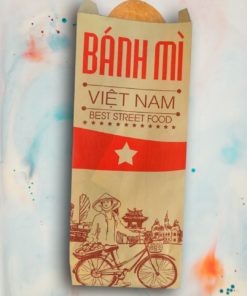 BÁNH MÌ
VIỆT NAM
BEST STREET FOOD